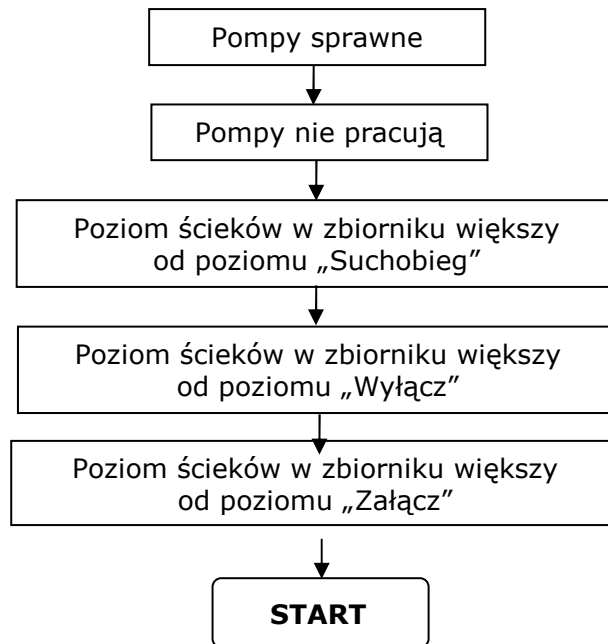 Pompy sprawne
Pompy nie pracują
Poziom ścieków w zbiorniku większy
od poziomu „Suchobieg”
Poziom ścieków w zbiorniku większy
od poziomu „Wyłącz”
Poziom ścieków w zbiorniku większy
od poziomu „Załącz”
START